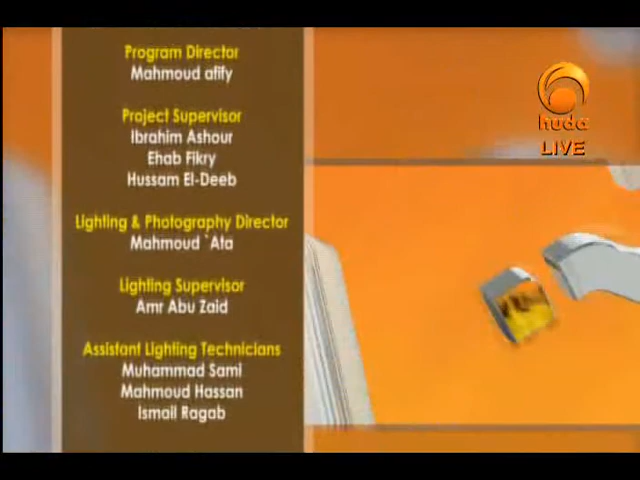 Program Director
Mahmoud afify
Project Supervisor
Ibrahim Ashour
Ehab Fikry
Hussam El-Deeb
Lighting & Photography Director
Mahmoud `Ata
Lighting Supervisor
Amr Abu Zaid
Assistant Lighting Technicians
Muhammad Sami
Mahmoud Hassan
Ismail Ragab
huda
LIVE